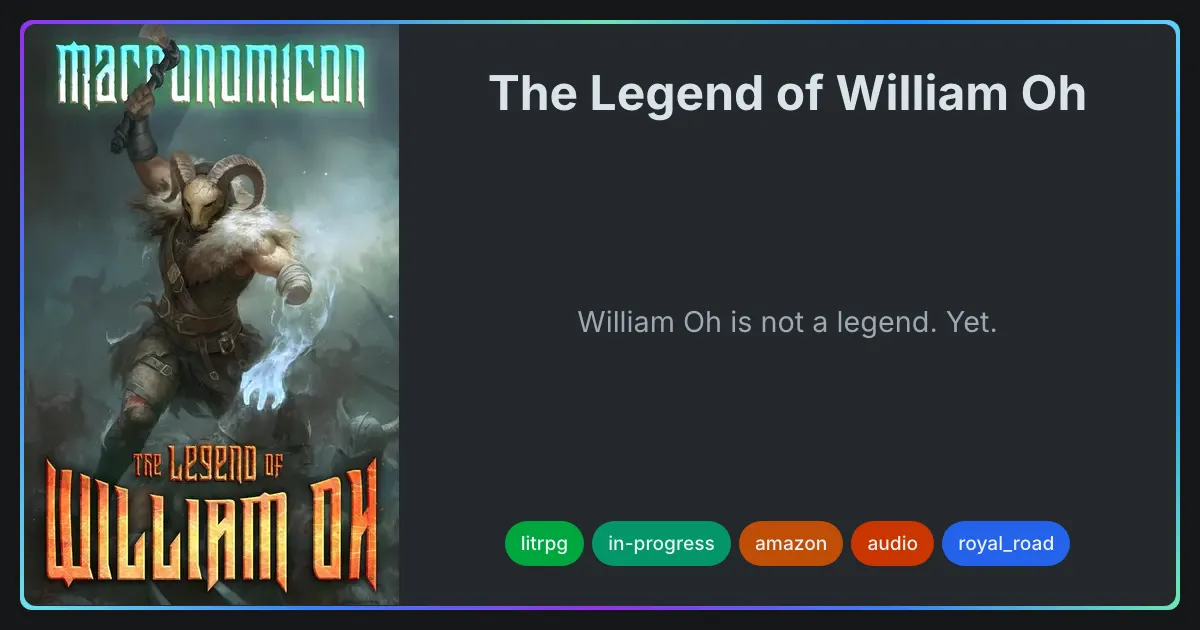 macronomicon
THE LEGEND OF
WILLIAM OH
The Legend of William Oh
William Oh is not a legend. Yet.
litrpg
in-progress
amazon
audio
royal_road